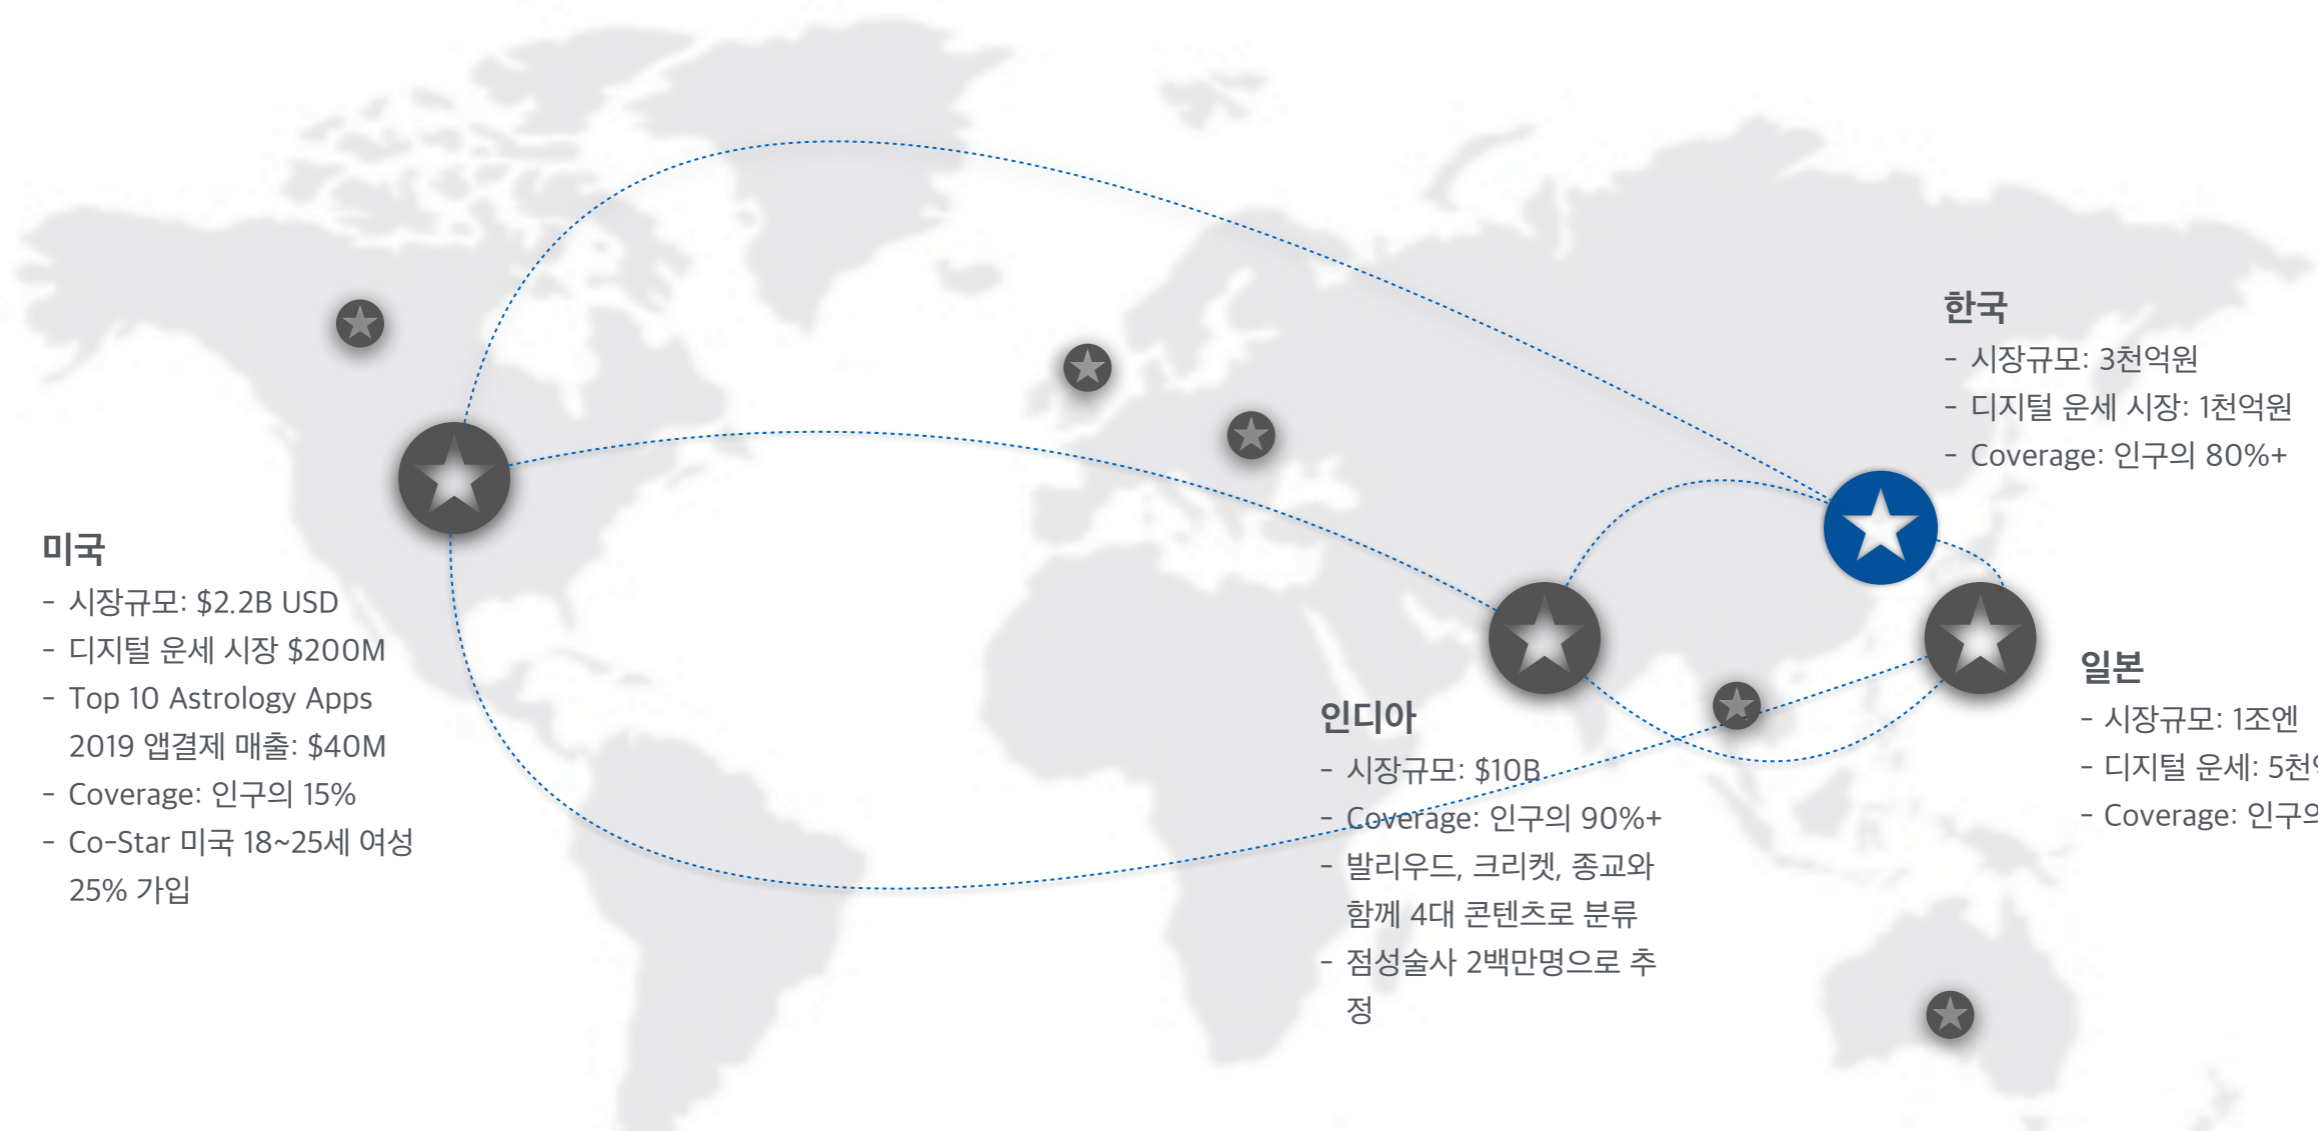 한국
- 시장규모: 3천억원
- 디지털 운세 시장: 1천억원
- Coverage: 인구의 80%+
미국
- 시장규모: $2.2B USD
- 디지털 운세 시장 $200M
- Top 10 Astrology Apps
2019 앱결제 매출: $40M
- Coverage: 인구의 15%
- Co-Star 미국 18~25세 여성
25% 가입
인디아
- 시장규모: $10B
- Coverage: 인구의 90%+
- 발리우드, 크리켓, 종교와
함께 4대 콘텐츠로 분류
- 점성술사 2백만명으로 추
정
일본
- 시장규모: 1조엔
- 디지털 운세:
- Coverage: 인구의